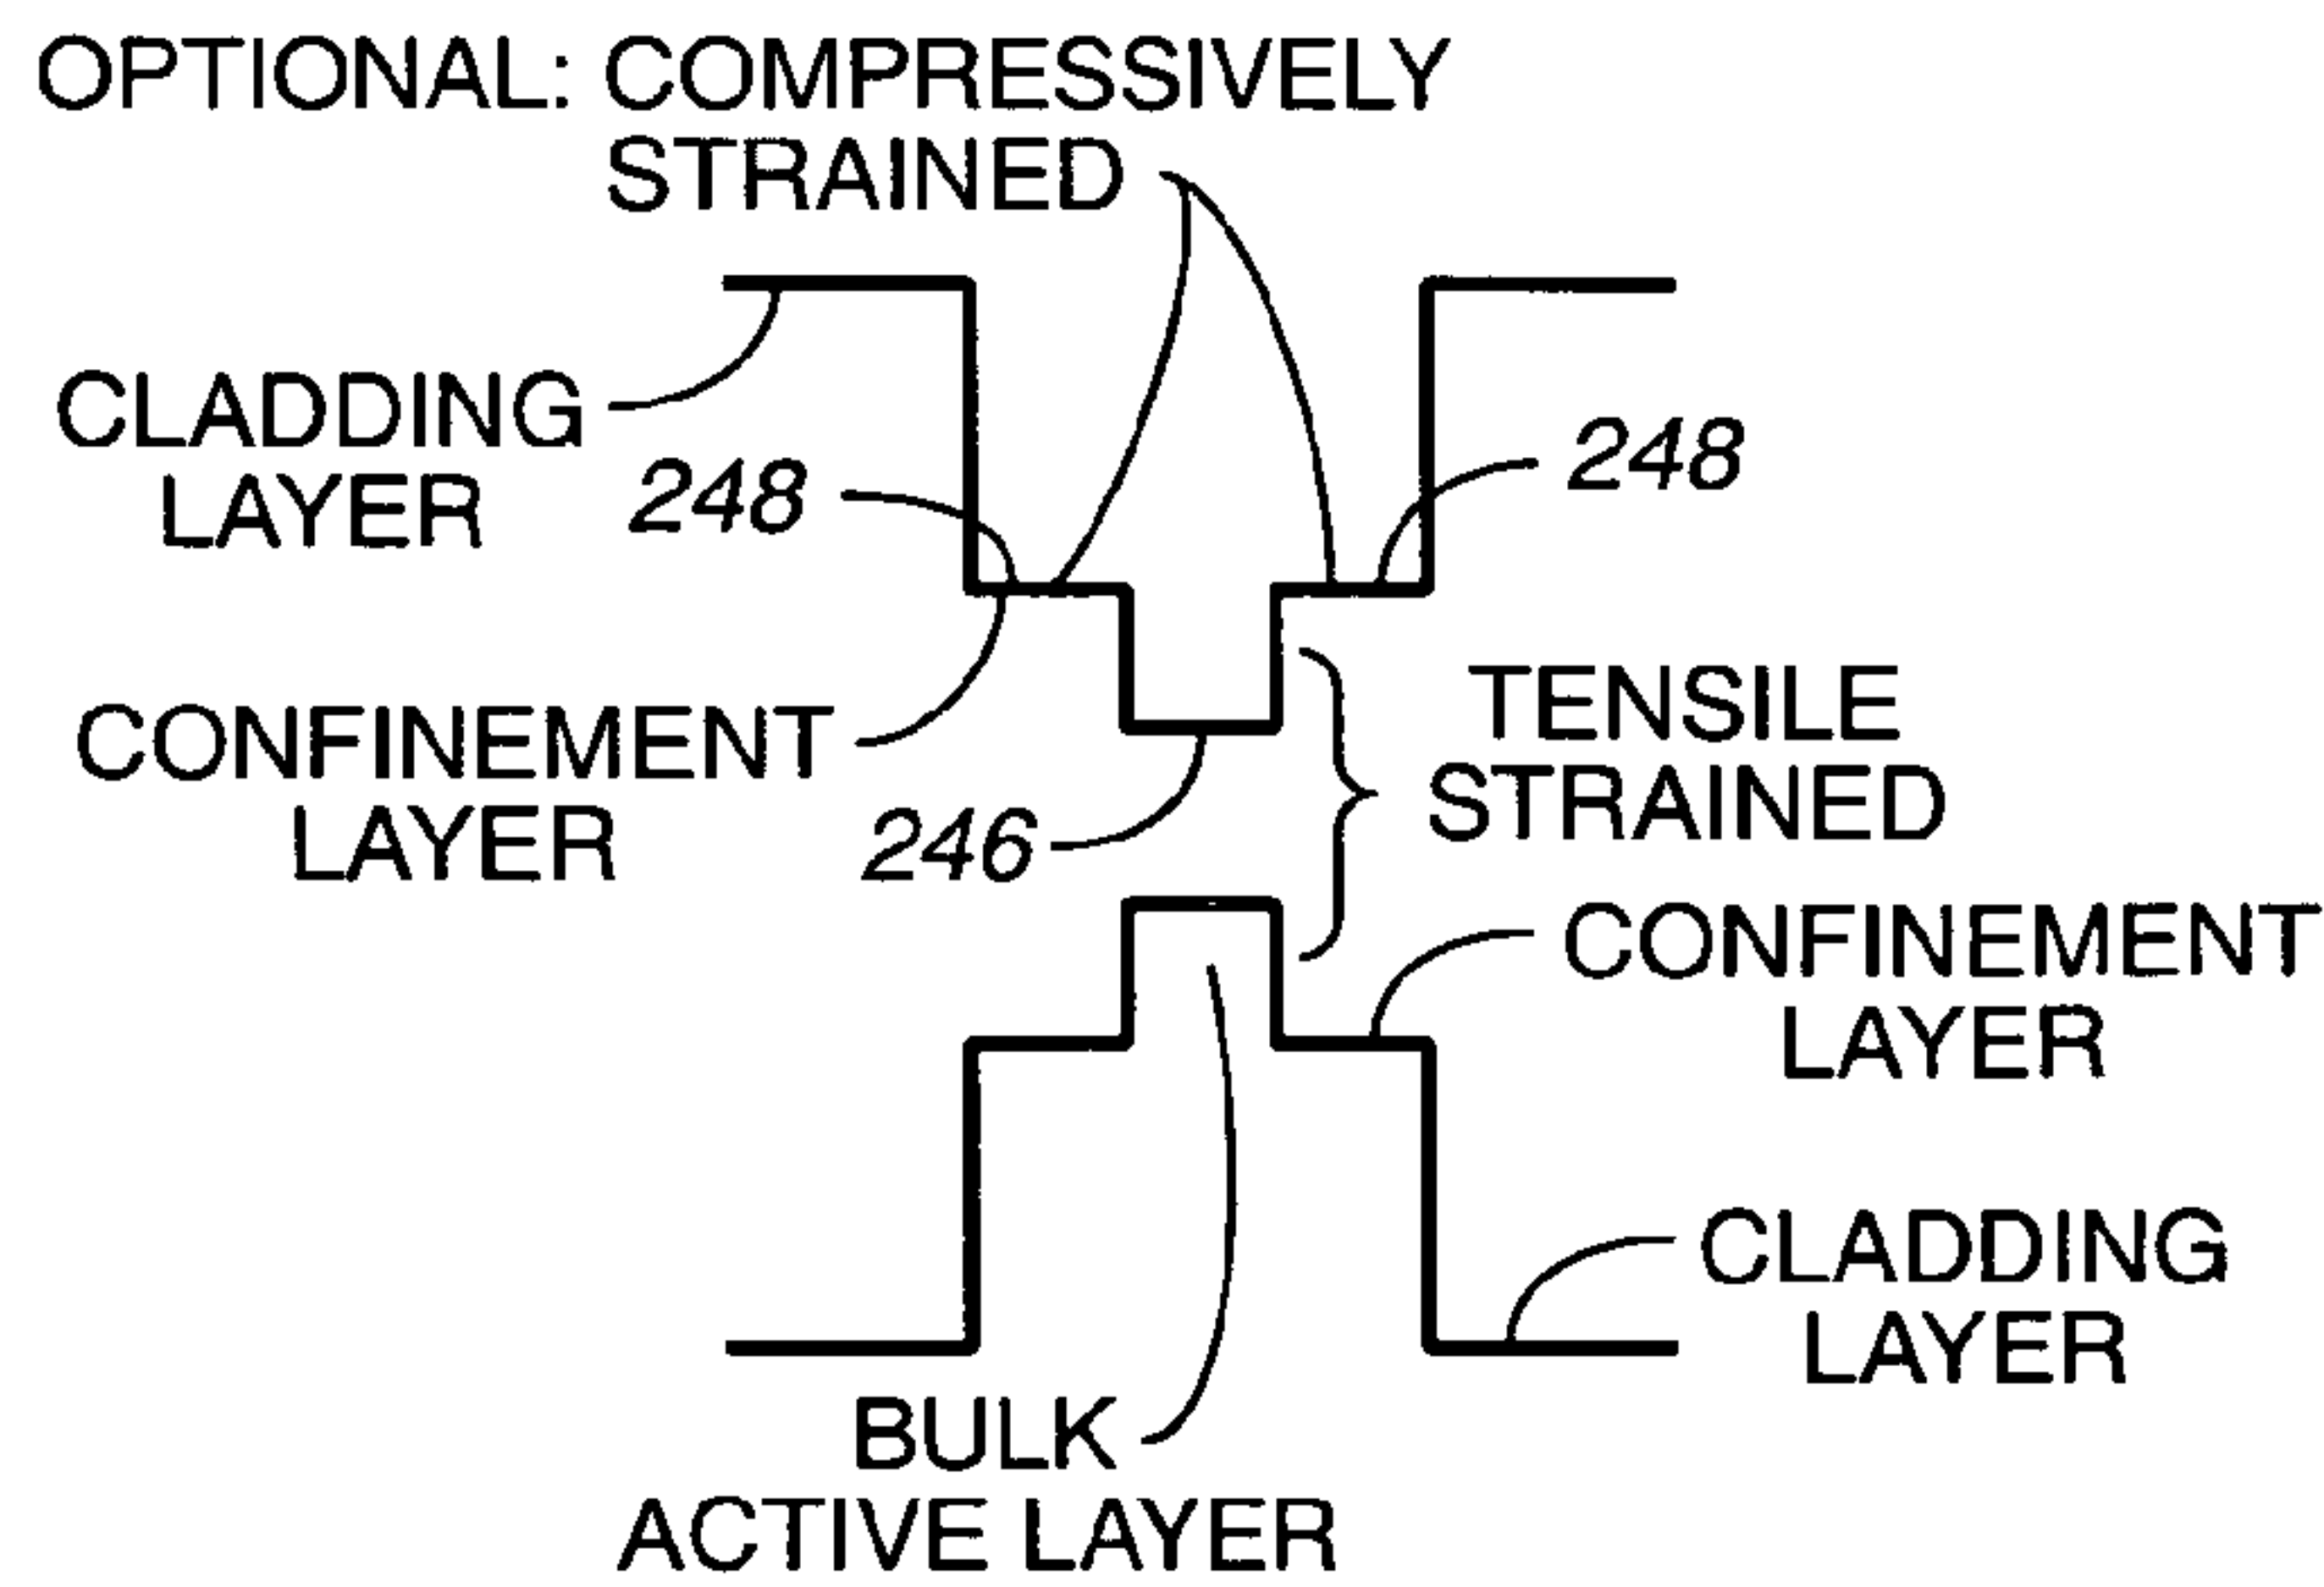 OPTIONAL: COMPRESSIVELY
STRAINED
CLADDING
LAYER
248
248
CONFINEMENT
LAYER
TENSILE
STRAINED
246
CONFINEMENT
LAYER
CLADDING
LAYER
BULK
ACTIVE LAYER